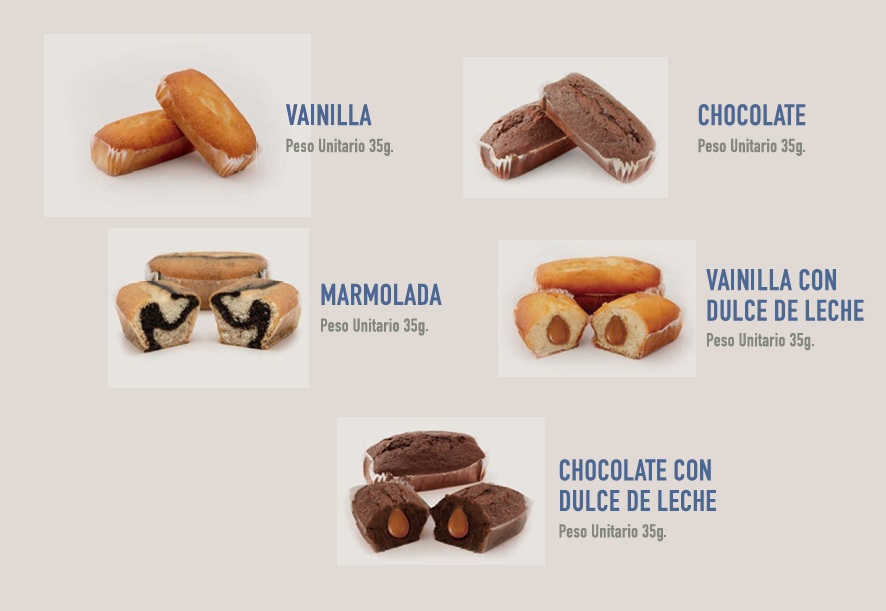 VAINILLA
Peso Unitario 35g.
CHOCOLATE
Peso Unitario 35g.
MARMOLADA
Peso Unitario 35g.
VAINILLA CON
DULCE DE LECHE
Peso Unitario 35g.
CHOCOLATE CON
DULCE DE LECHE
Peso Unitario 35g.